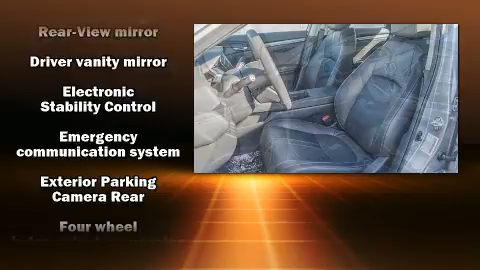 Rear-View mirror
Driver vanity mirror
Electronic
Stability Control
Emergency
communication system
Exterior Parking
Camera Rear
Four wheel